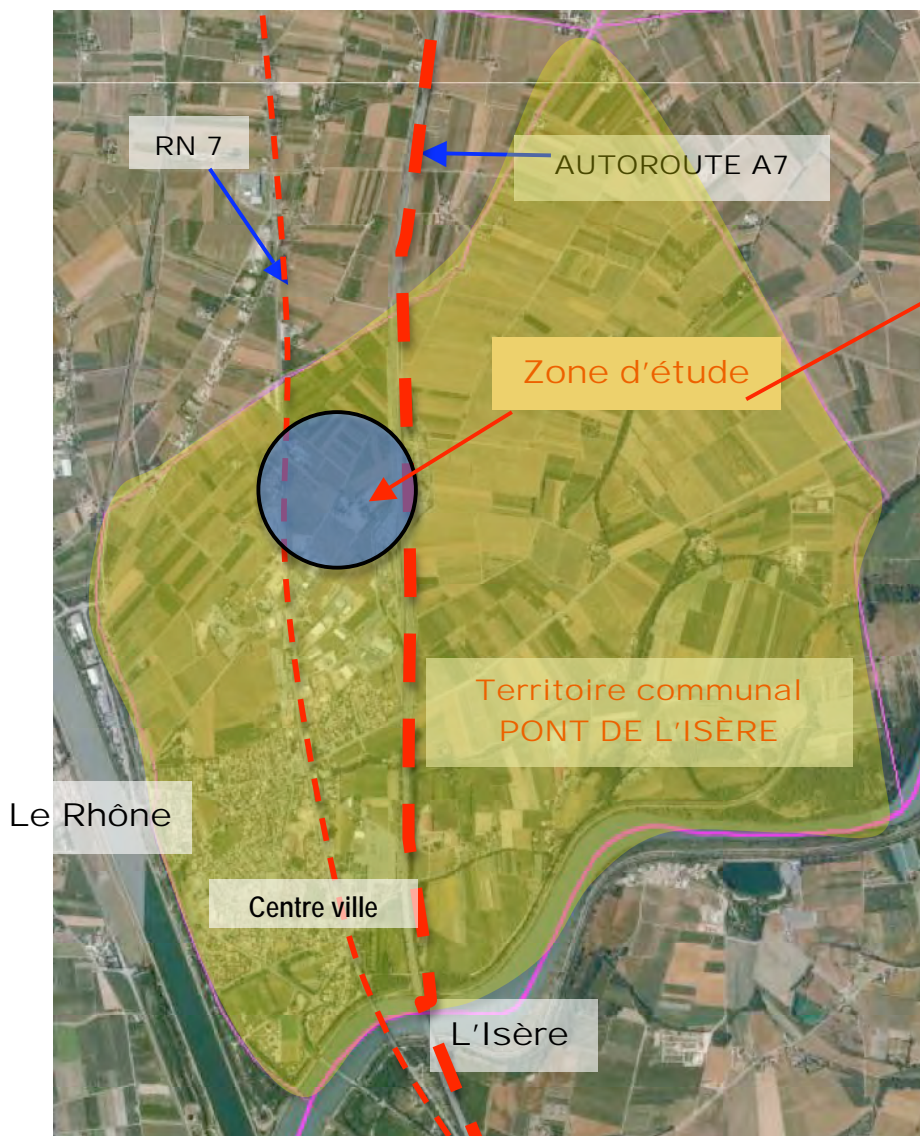 RN 7
AUTOROUTE A7
Zone d'étude
Territoire communal
PONT DE L'ISÈRE
Le Rhône
Centre ville
L'Isère